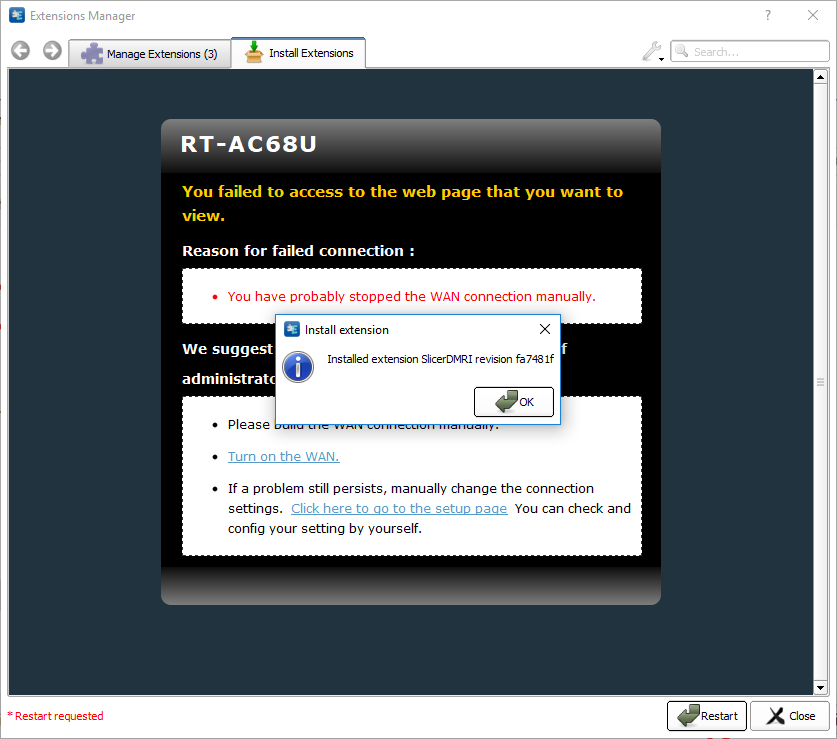 Extensions Manager
?
Manage Extensions (3)
Install Extensions
Search...
RT-AC68U
You failed to access to the web page that you want to
view.
Reason for failed connection :
You have probably stopped the WAN connection manually.
Install extension
We suggest
f
Installed extension SlicerDMRI revision fa7481f
administrato
OK
Please build the WAN connection manually.
Turn on the WAN.
If a problem still persists, manually change the connection
settings. Click here to go to the setup page You can check and
config your setting by yourself.
* Restart requested
Restart
Close